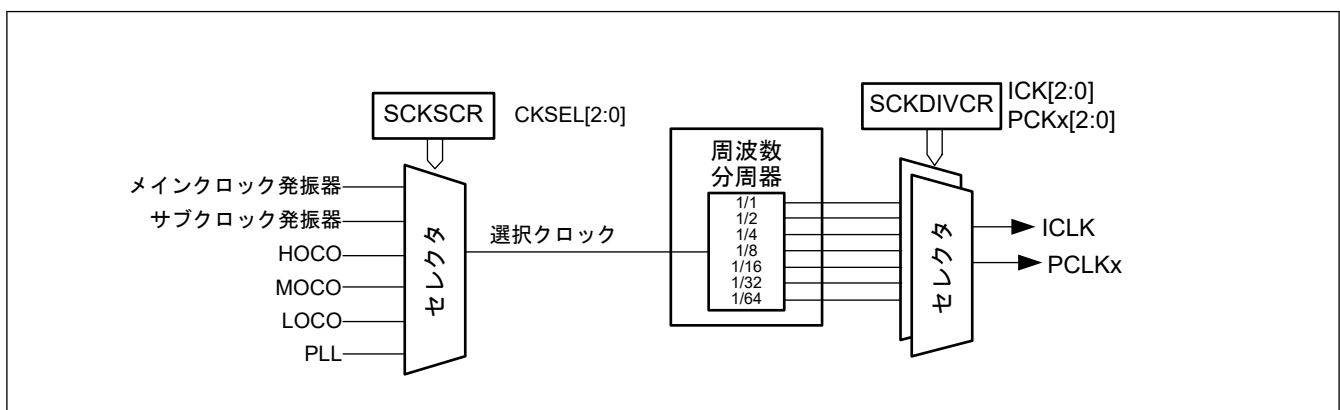 SCKSCR
CKSEL[2:0]
メインクロック発振器
サブクロック発振器
HOCO
MOCO
LOCO
PLL
セレクタ
選択クロック
周波数
分周器
1/1
1/2
1/4
1/8
1/16
1/32
1/64
SCKDIVCR
ICK[2:0]
PCKx[2:0]
セレクタ
ICLK
PCLKx